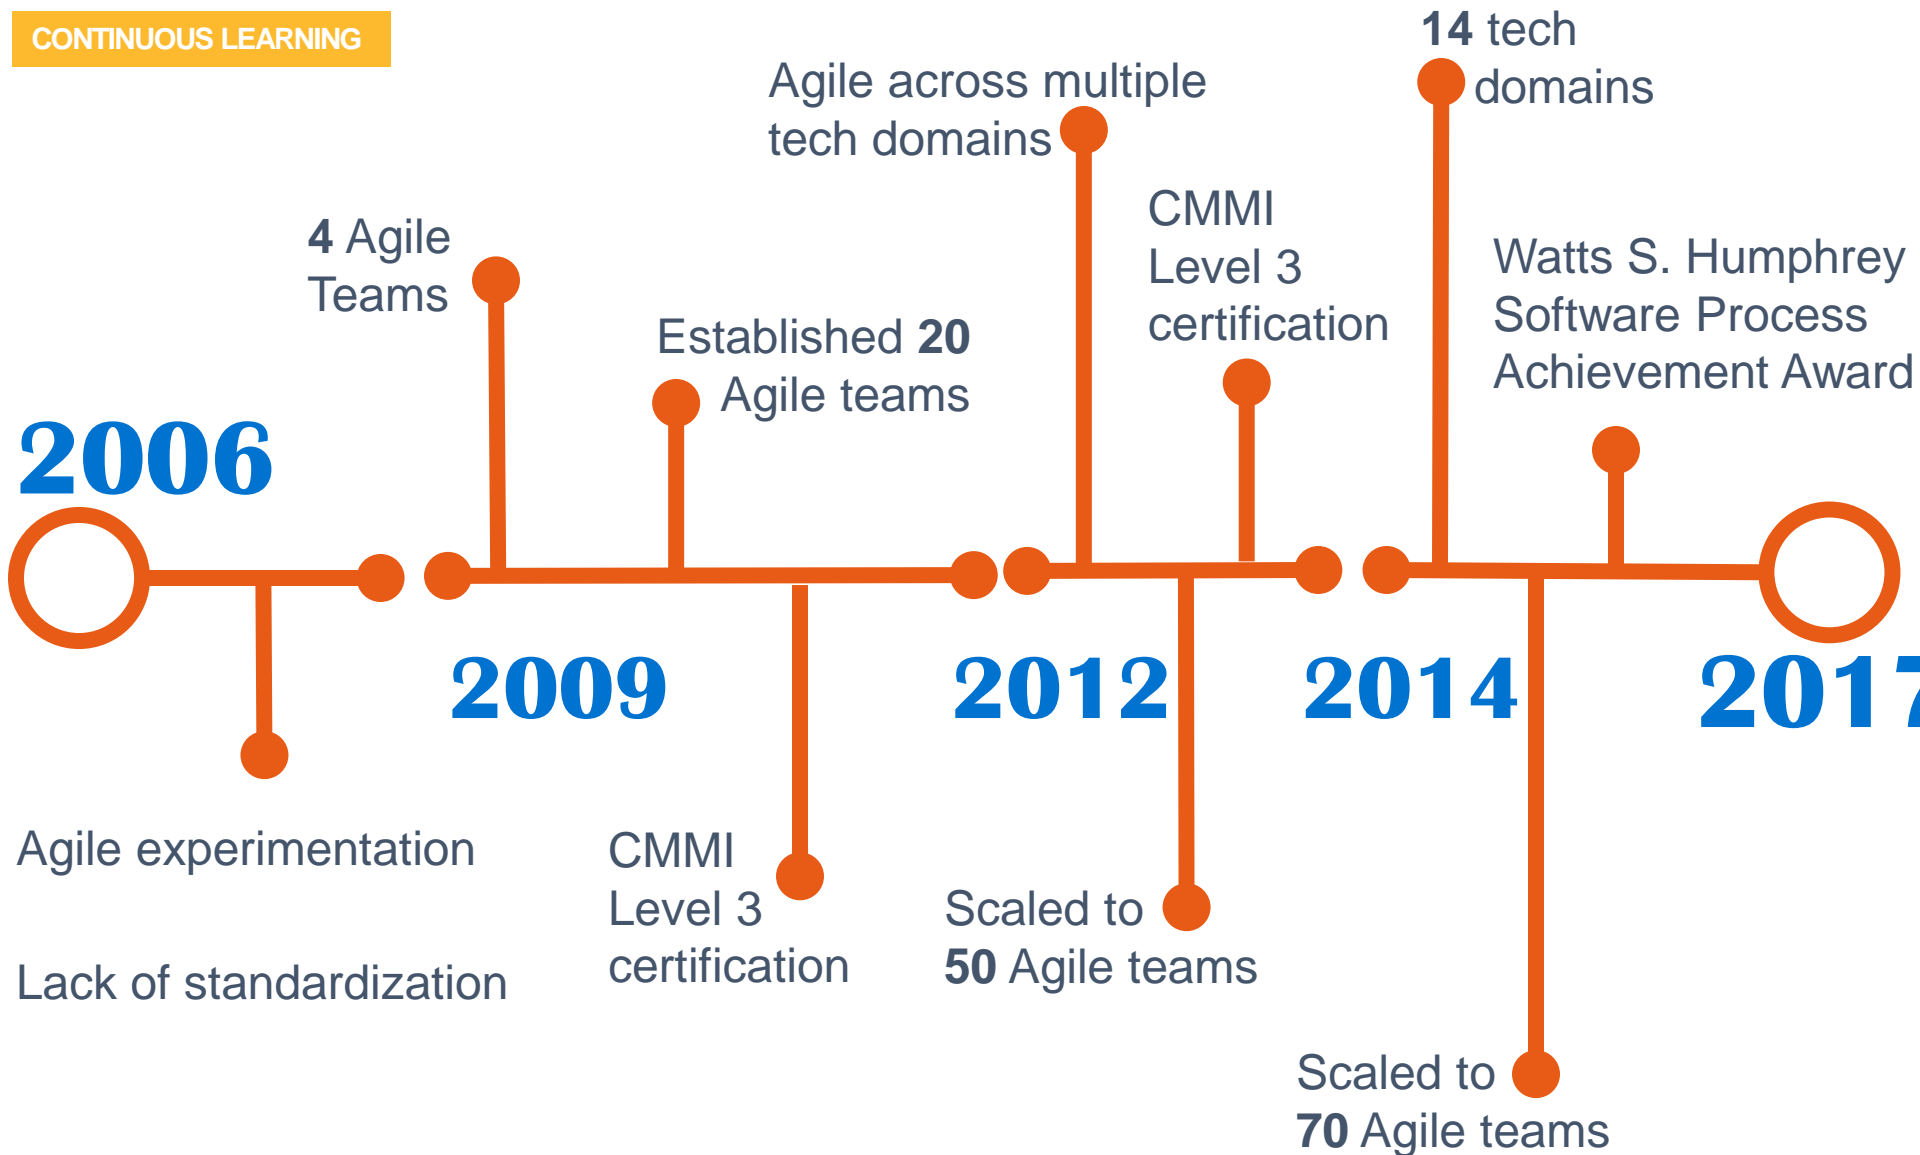 CONTINUOUS LEARNING
2006
Agile experimentation
Lack of standardization
4 Agile
Teams
Established 20
Agile teams
2009
CMMI
Level 3
certification
Agile across multiple
tech domains
CMMI
Level 3
certification
2012
Scaled to
50 Agile teams
14 tech
domains
Watts S. Humphrey
Software Process
Achievement Award
2014
Scaled to
70 Agile teams
2017